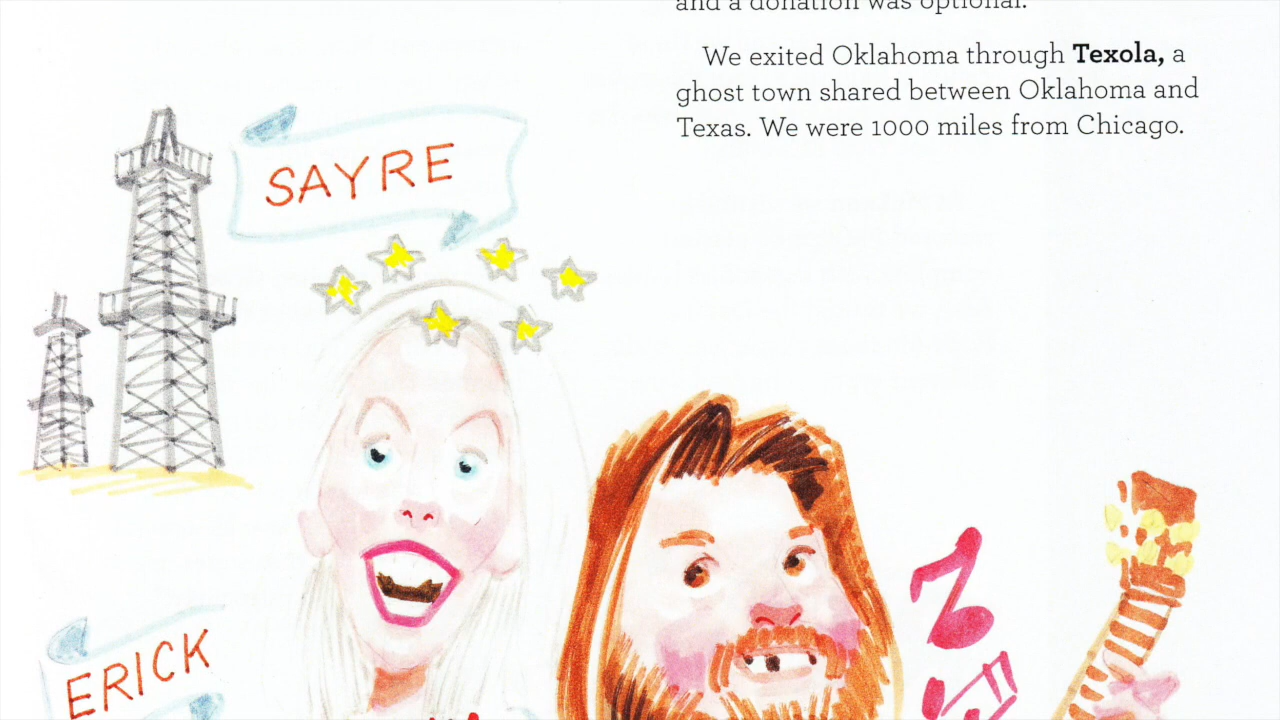 and a donation was optional.
We exited Oklahoma through Texola, a
ghost town shared between Oklahoma and
Texas. We were 1000 miles from Chicago.
SAYRE
ERICK